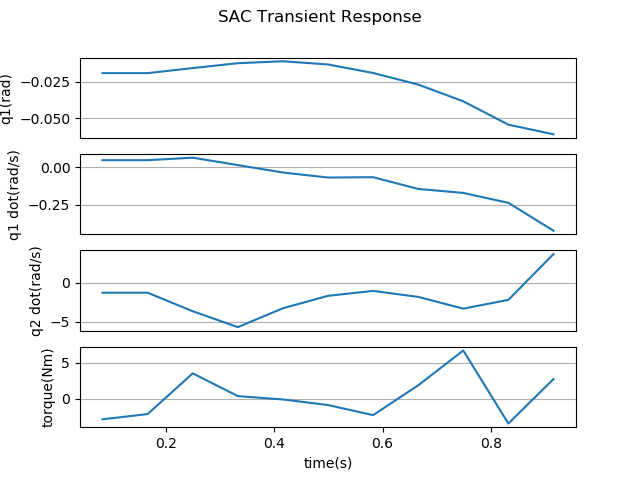 SAC Transient Response
q1(rad)
−0.025
−0.050
q1 dot(rad/s)
0.00
−0.25
q2 dot(rad/s)
0
−5
torque(Nm)
5
0
0.2 0.4 0.6 0.8
time(s)